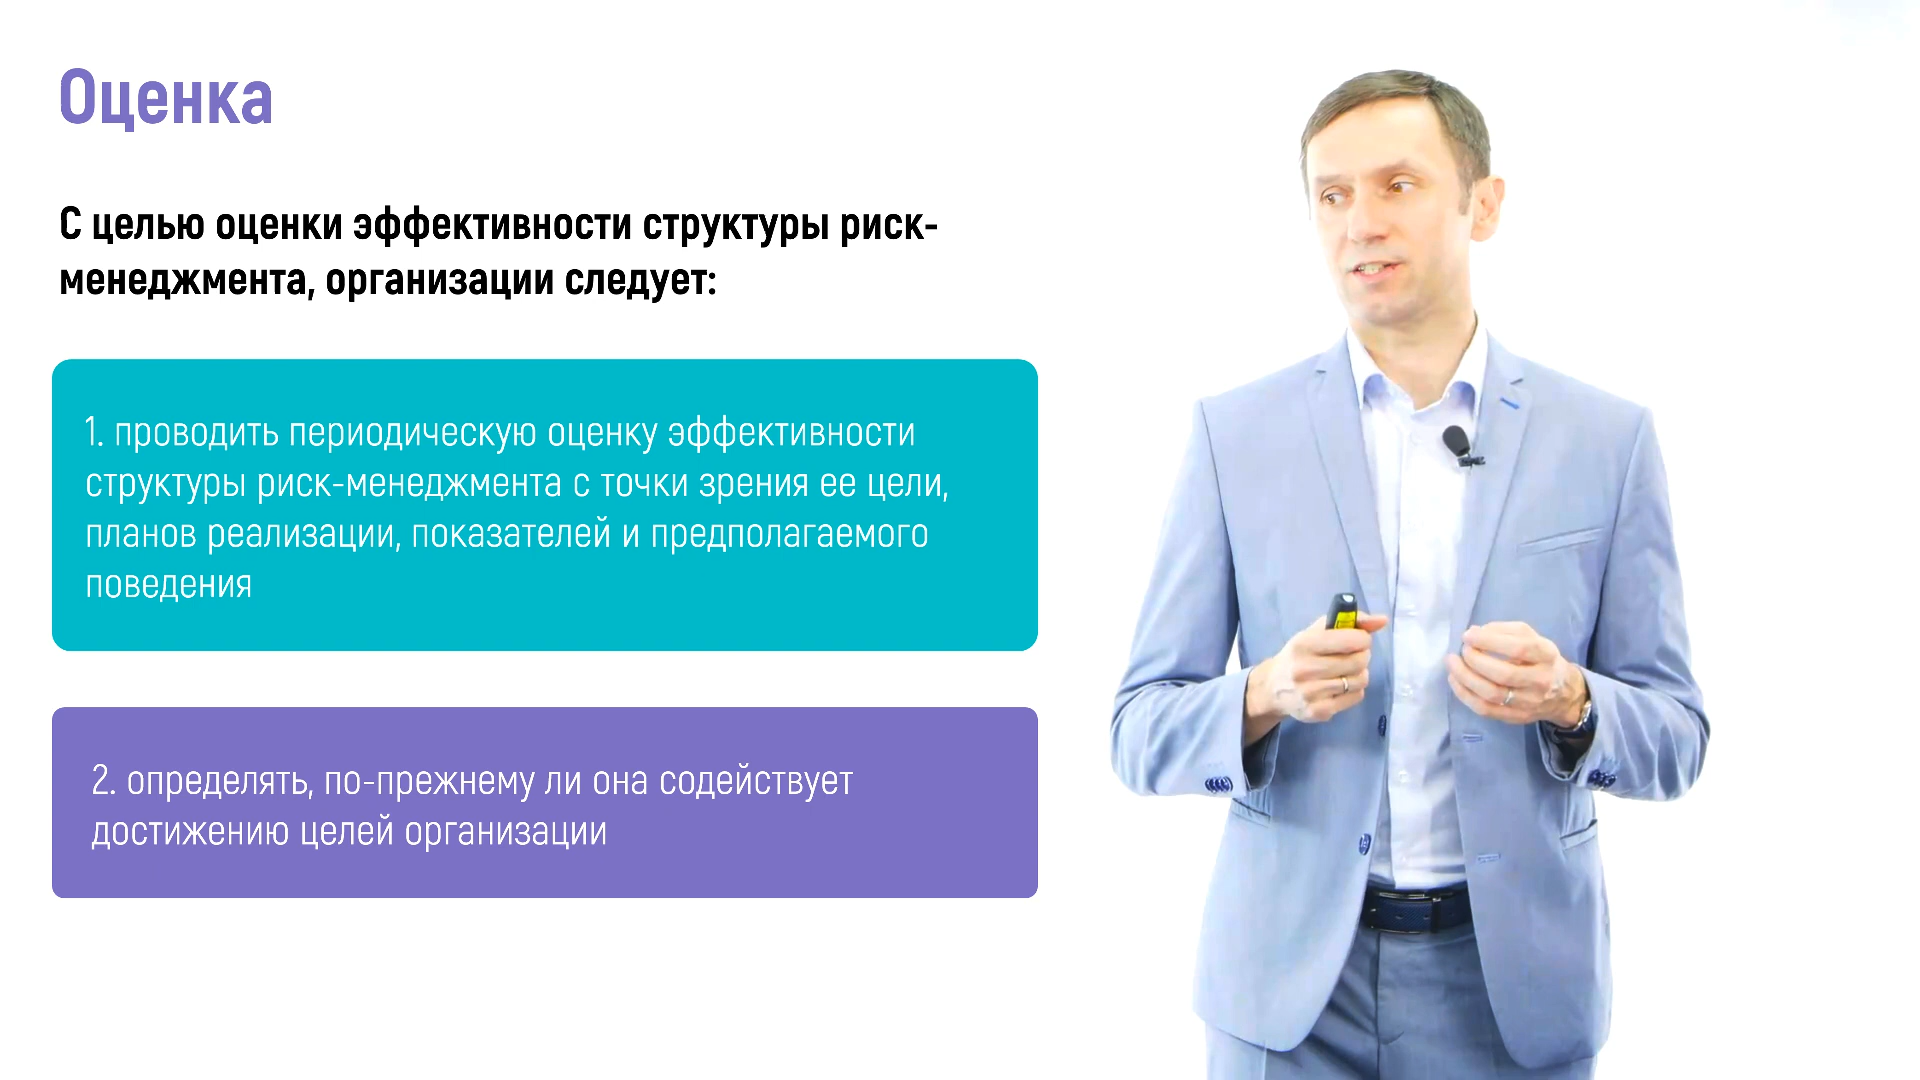 Оценка
С целью оценки эффективности структуры риск-
менеджмента, организации следует:
1. проводить периодическую оценку эффективности
структуры риск-менеджмента с точки зрения ее цели,
планов реализации, показателей и предполагаемого
поведения
2. определять, по-прежнему ли она содействует
достижению целей организации